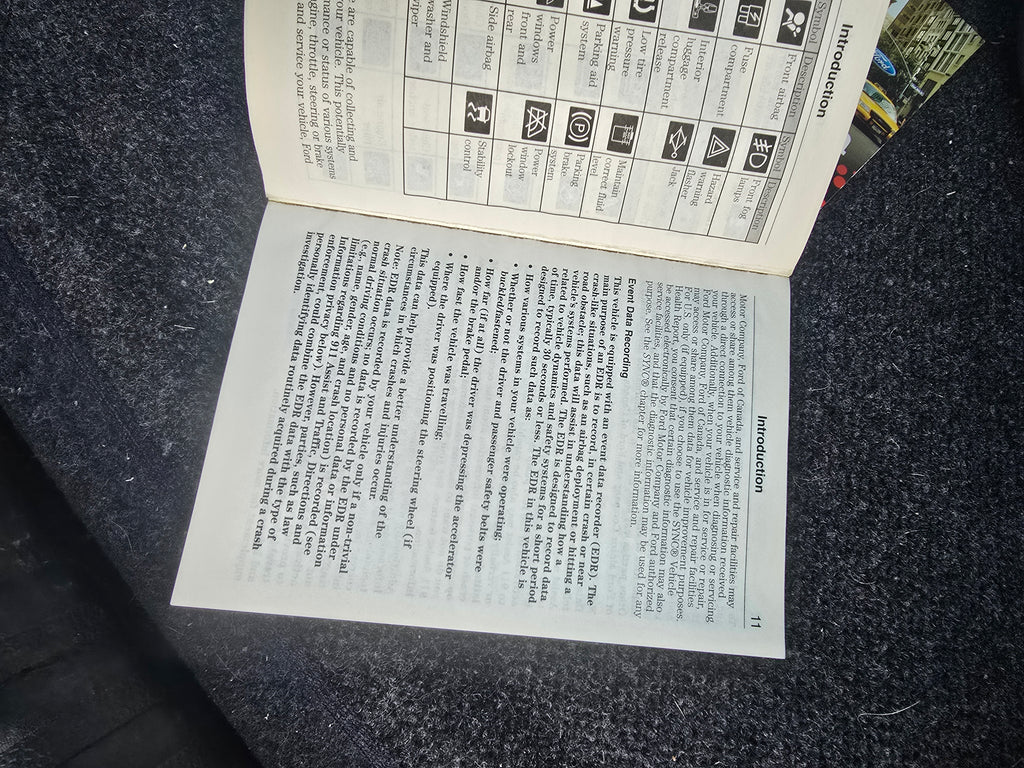 Introduction
Symbol Description Symbol Description
Front airbag
Front fog
lamps
Fuse
compartment
Hazard
warning
flasher
Interior
luggage
compartment
release
Jack
Low tire
pressure
warning
Maintain
correct fluid
level
Parking aid
system
Parking
brake
system
Power
windows
front and
rear
Power
window
lockout
Side airbag
Stability
control
Windshield
washer and
wiper
are capable of collecting and
your vehicle. This potentially
mance or status of various systems
gine, throttle, steering or brake
and service your vehicle, Ford
Ford
Introduction
11
Motor Company, Ford of Canada, and service and repair facilities may
access or share among them vehicle diagnostic information received
through a direct connection to your vehicle when diagnosing or servicing
your vehicle. Additionally, when your vehicle is in for service or repair,
Ford Motor Company, Ford of Canada, and service and repair facilities
may access or share among them data for vehicle improvement purposes.
For U.S. only (if equipped), if you choose to use the SYNC® Vehicle
Health Report, you consent that certain diagnostic information may also
be accessed electronically by Ford Motor Company and Ford authorized
service facilities, and that the diagnostic information may be used for any
purpose. See the SYNC® chapter for more information.
Event Data Recording
This vehicle is equipped with an event data recorder (EDR). The
main purpose of an EDR is to record, in certain crash or near
crash-like situations, such as an airbag deployment or hitting a
road obstacle; this data will assist in understanding how a
vehicle's systems performed. The EDR is designed to record data
related to vehicle dynamics and safety systems for a short period
of time, typically 30 seconds or less. The EDR in this vehicle is
designed to record such data as:
• How various systems in your vehicle were operating;
• Whether or not the driver and passenger safety belts were
buckled/fastened;
• How far (if at all) the driver was depressing the accelerator
and/or the brake pedal;
• How fast the vehicle was travelling;
• Where the driver was positioning the steering wheel (if
equipped).
This data can help provide a better understanding of the
circumstances in which crashes and injuries occur.
Note: EDR data is recorded by your vehicle only if a non-trivial
crash situation occurs; no data is recorded by the EDR under
normal driving conditions and no personal data or information
(e.g., name, gender, age, and crash location) is recorded (see
limitations regarding 911 Assist and Traffic, Directions and
Information privacy below). However, parties, such as law
enforcement, could combine the EDR data with the type of
personally identifying data routinely acquired during a crash
investigation.